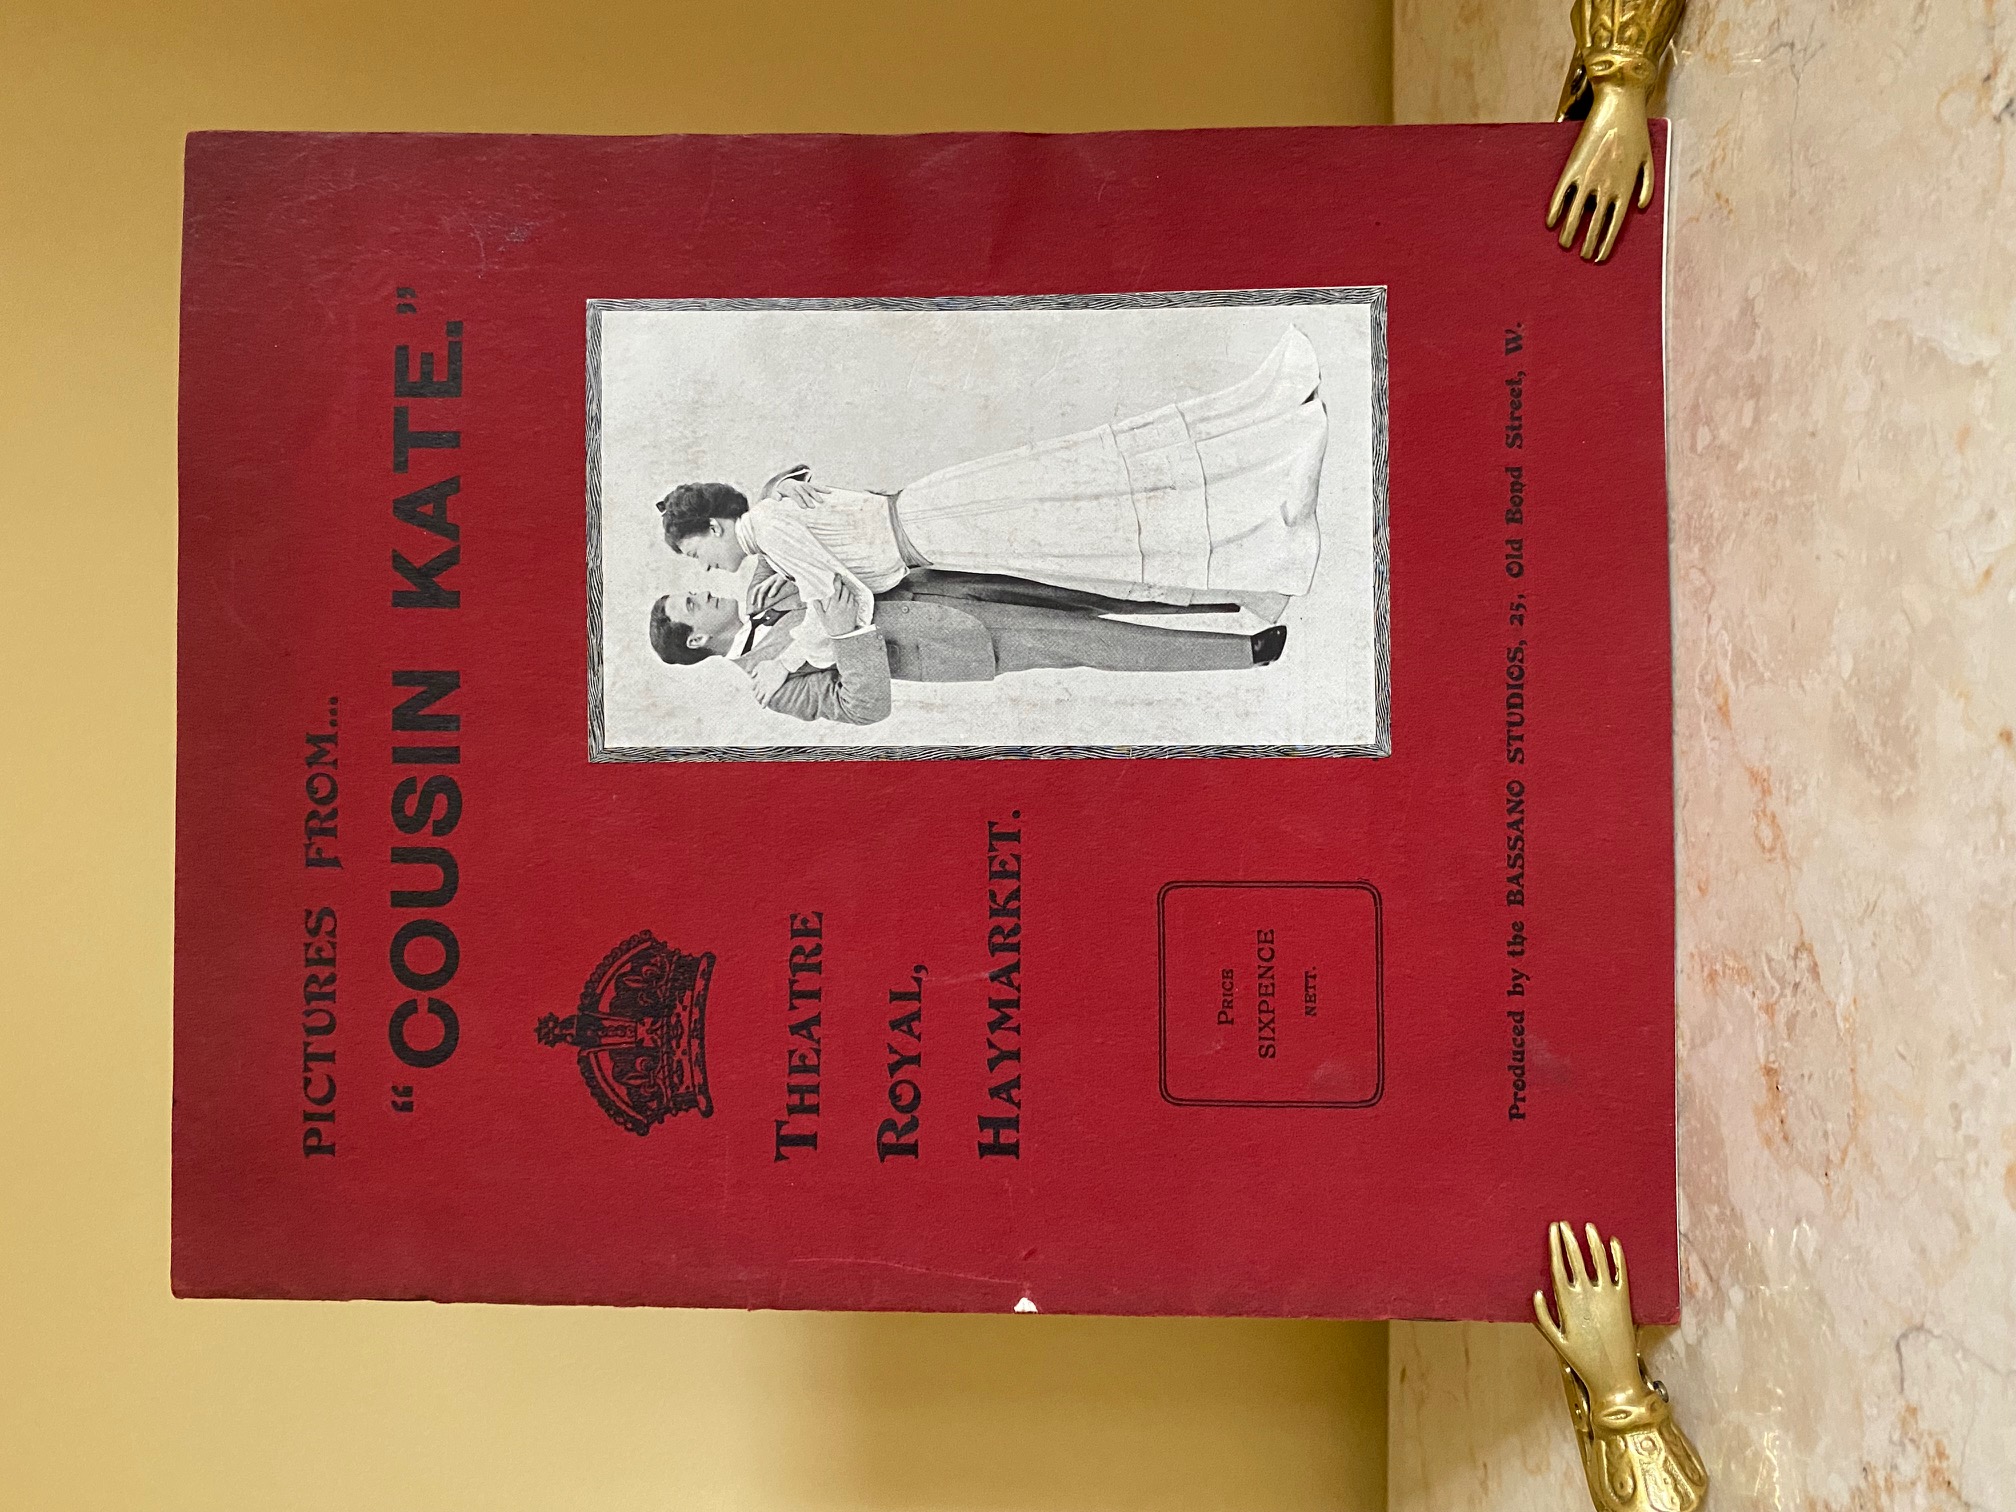 PICTURES FROM...
“COUSIN KATE.”
THEATRE
ROYAL,
HAYMARKET.
PRICE
SIXPENCE
NETT.
Produced by the BASSANO STUDIOS, 25, Old Bond Street, W.